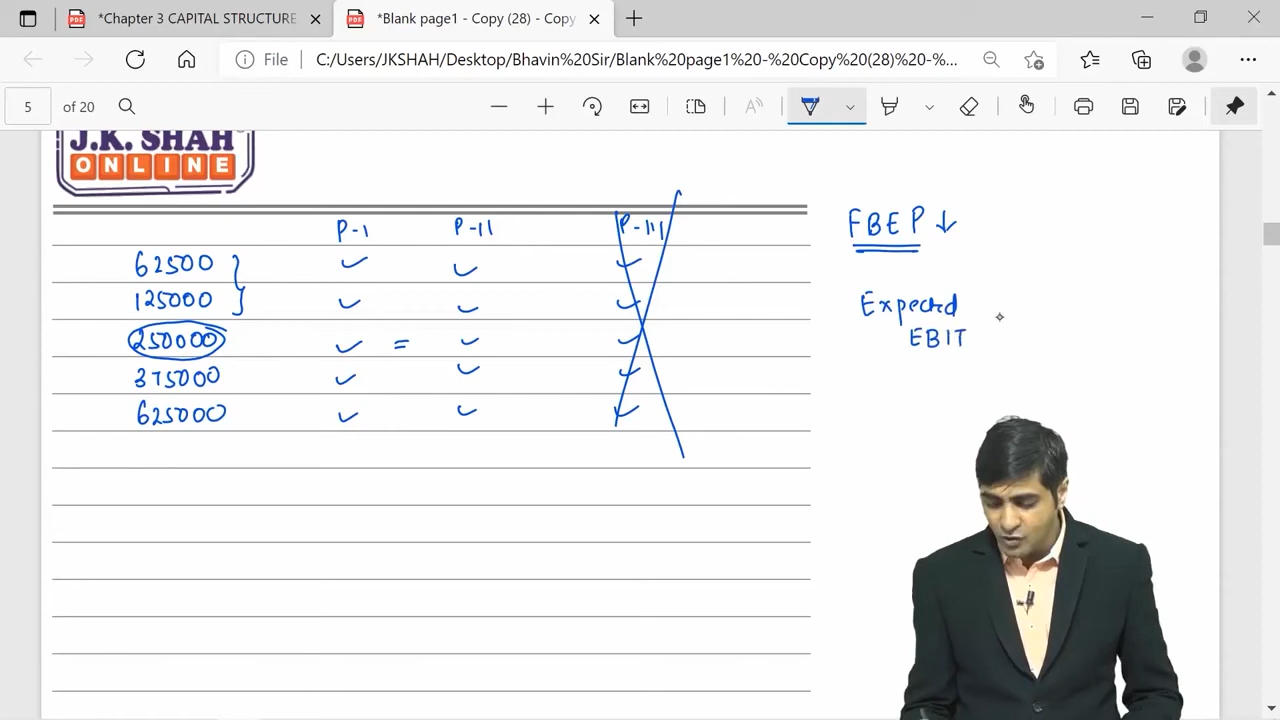 *Chapter 3 CAPITAL STRUCTURE
*Blank page1 - Copy (28) - Copy
File
C:/Users/JKSHAH/Desktop/Bhavin%20Sir/Blank%20page1%20-%20Copy%20(28)%20-%...
5 of 20
J.K. SHAH
ONLINE
P-I P-II P-III
62500
125000
250000 =
375000
625000
FBEP ↓
Expected
EBIT